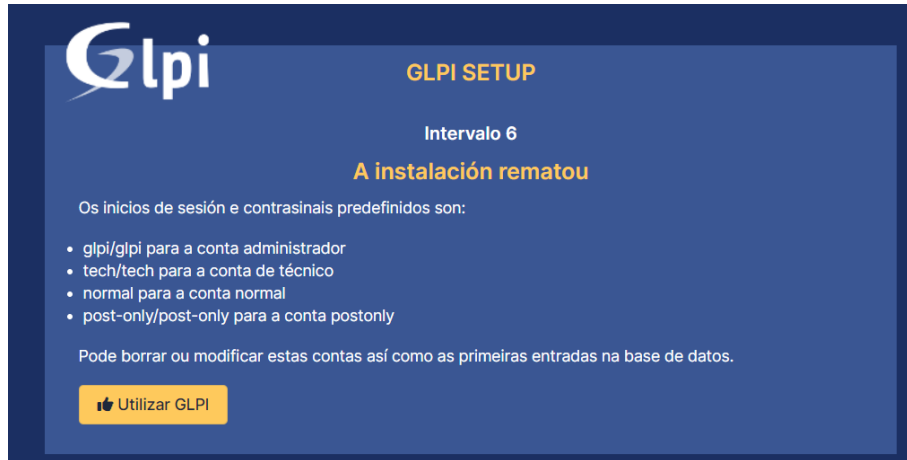 Glpi
GLPI SETUP
Intervalo 6
A instalación rematou
Os inicios de sesión e contrasinais predefinidos son:
• glpi/glpi para a conta administrador
• tech/tech para a conta de técnico
• normal para a conta normal
• post-only/post-only para a conta postonly
Pode borrar ou modificar estas contas así como as primeiras entradas na base de datos.
Utilizar GLPI